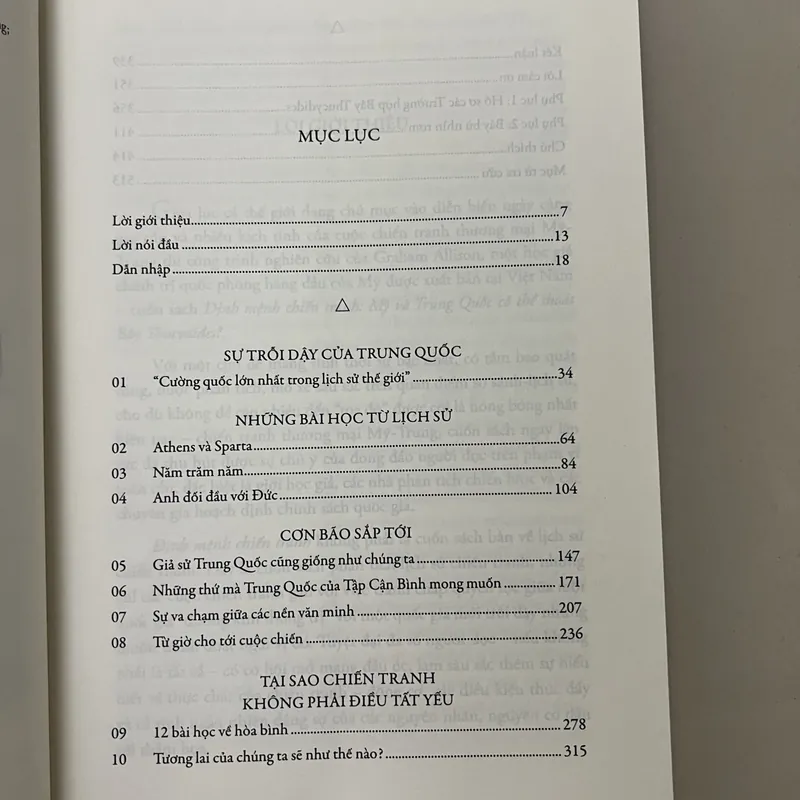 MỤC LỤC
Lời giới thiệu........7
Lời nói đầu........13
Dẫn nhập........18
SỰ TRỖI DẬY CỦA TRUNG QUỐC
01 “Cường quốc lớn nhất trong lịch sử thế giới”........34
NHỮNG BÀI HỌC TỪ LỊCH SỬ
02 Athens và Sparta........64
03 Năm trăm năm........84
04 Anh đối đầu với Đức........104
CƠN BÃO SẮP TỚI
05 Giả sử Trung Quốc cũng giống như chúng ta........147
06 Những thứ mà Trung Quốc của Tập Cận Bình mong muốn........171
07 Sự va chạm giữa các nền văn minh........207
08 Từ giờ cho tới cuộc chiến........236
TẠI SAO CHIẾN TRANH
KHÔNG PHẢI ĐIỀU TẤT YẾU
09 12 bài học về hòa bình........278
10 Tương lai của chúng ta sẽ như thế nào?........315